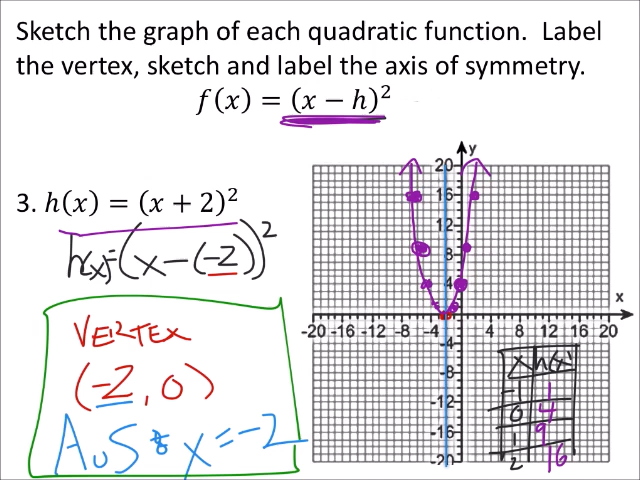 Sketch the graph of each quadratic function. Label
the vertex, sketch and label the axis of symmetry.
f(x) = (x − h)²
3. h(x) = (x + 2)²
h(x)=(x-(-2))²
VERTEX
(-2, 0)
AoS: x=-2
y
20
16
12
8
4
x
-20 -16 -12 -8 -4 4 8 12 16 20
-4
-8
-12
-16
-20
x h(x)
-1 1
0 4
1 9
2 16